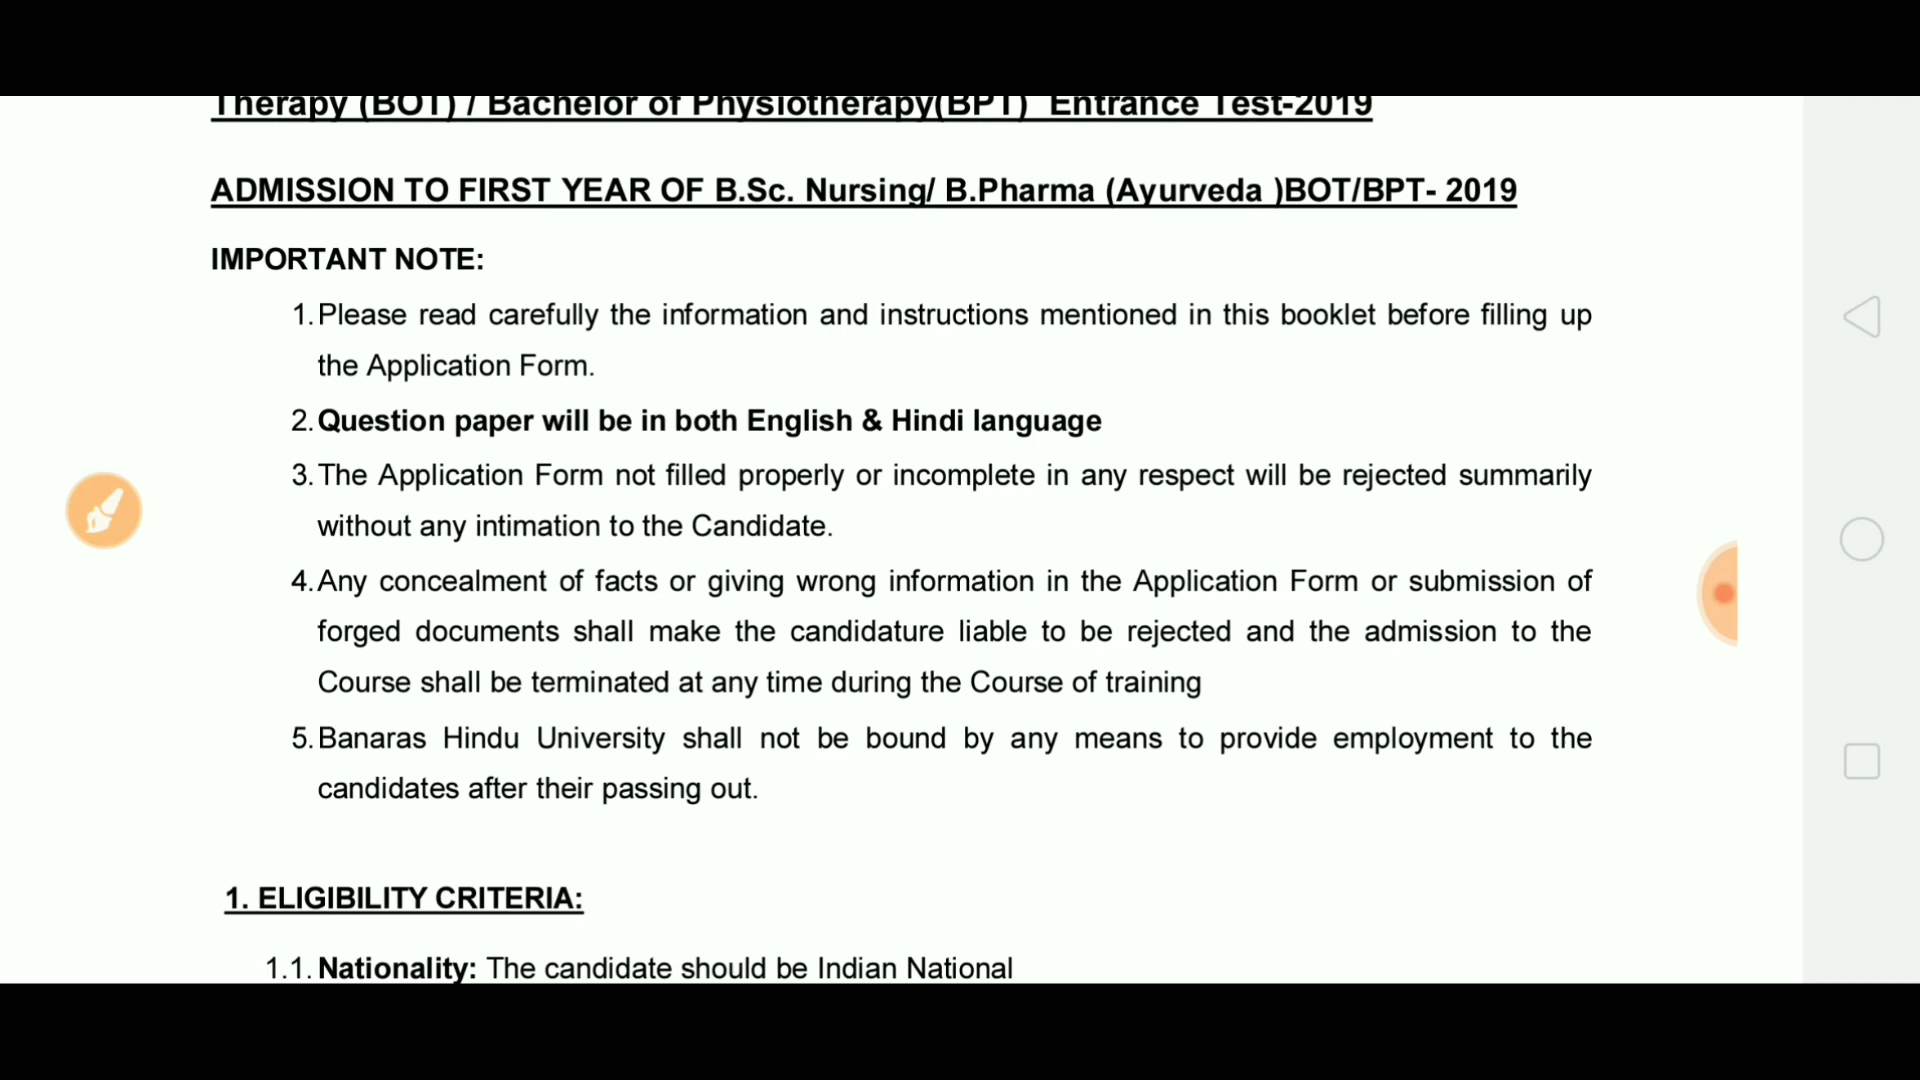 Therapy (BOT) / Bachelor of Physiotherapy(BPT) Entrance Test-2019
ADMISSION TO FIRST YEAR OF B.Sc. Nursing/ B.Pharma (Ayurveda )BOT/BPT- 2019
IMPORTANT NOTE:
1. Please read carefully the information and instructions mentioned in this booklet before filling up
the Application Form.
2. Question paper will be in both English & Hindi language
3. The Application Form not filled properly or incomplete in any respect will be rejected summarily
without any intimation to the Candidate.
4. Any concealment of facts or giving wrong information in the Application Form or submission of
forged documents shall make the candidature liable to be rejected and the admission to the
Course shall be terminated at any time during the Course of training
5. Banaras Hindu University shall not be bound by any means to provide employment to the
candidates after their passing out.
1. ELIGIBILITY CRITERIA:
1.1. Nationality: The candidate should be Indian National